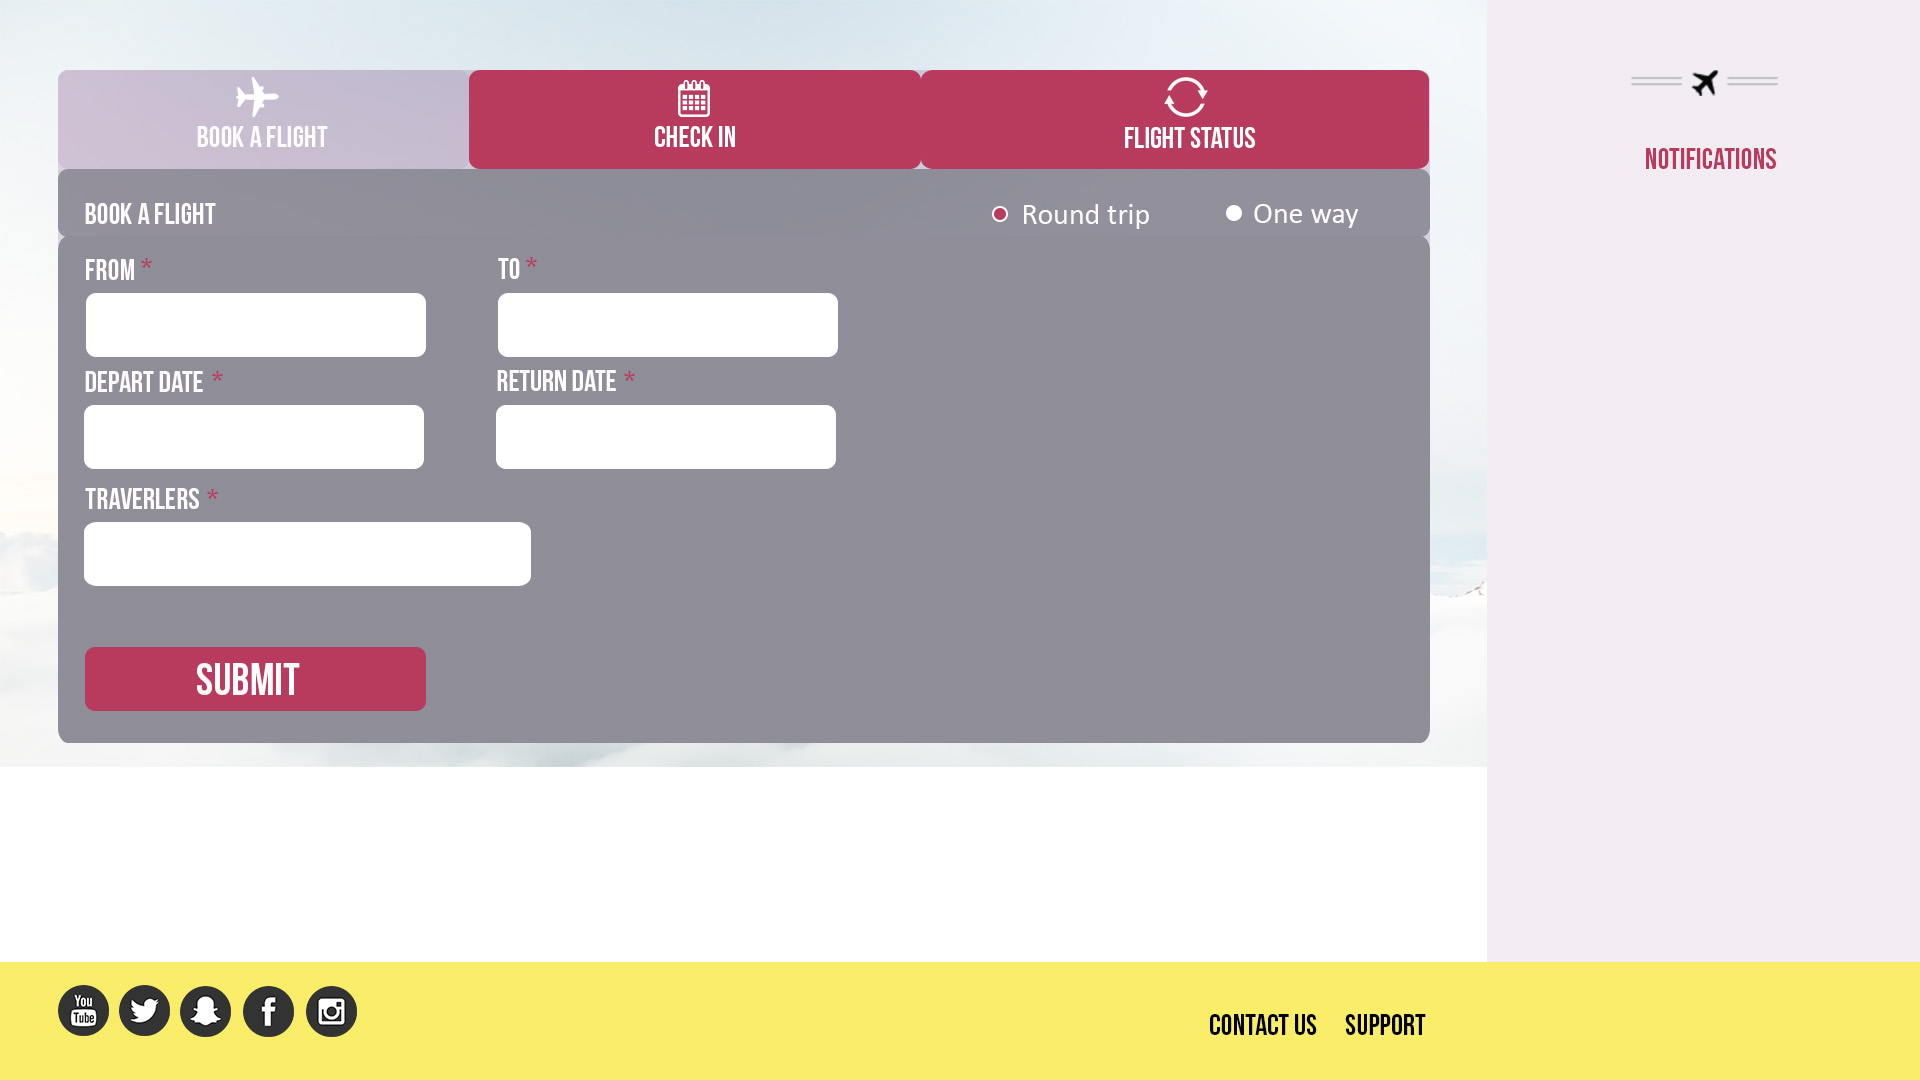 BOOK A FLIGHT
CHECK IN
FLIGHT STATUS
NOTIFICATIONS
BOOK A FLIGHT
Round trip
One way
FROM *
TO *
DEPART DATE *
RETURN DATE *
TRAVERLERS *
SUBMIT
You
Tube
CONTACT US
SUPPORT